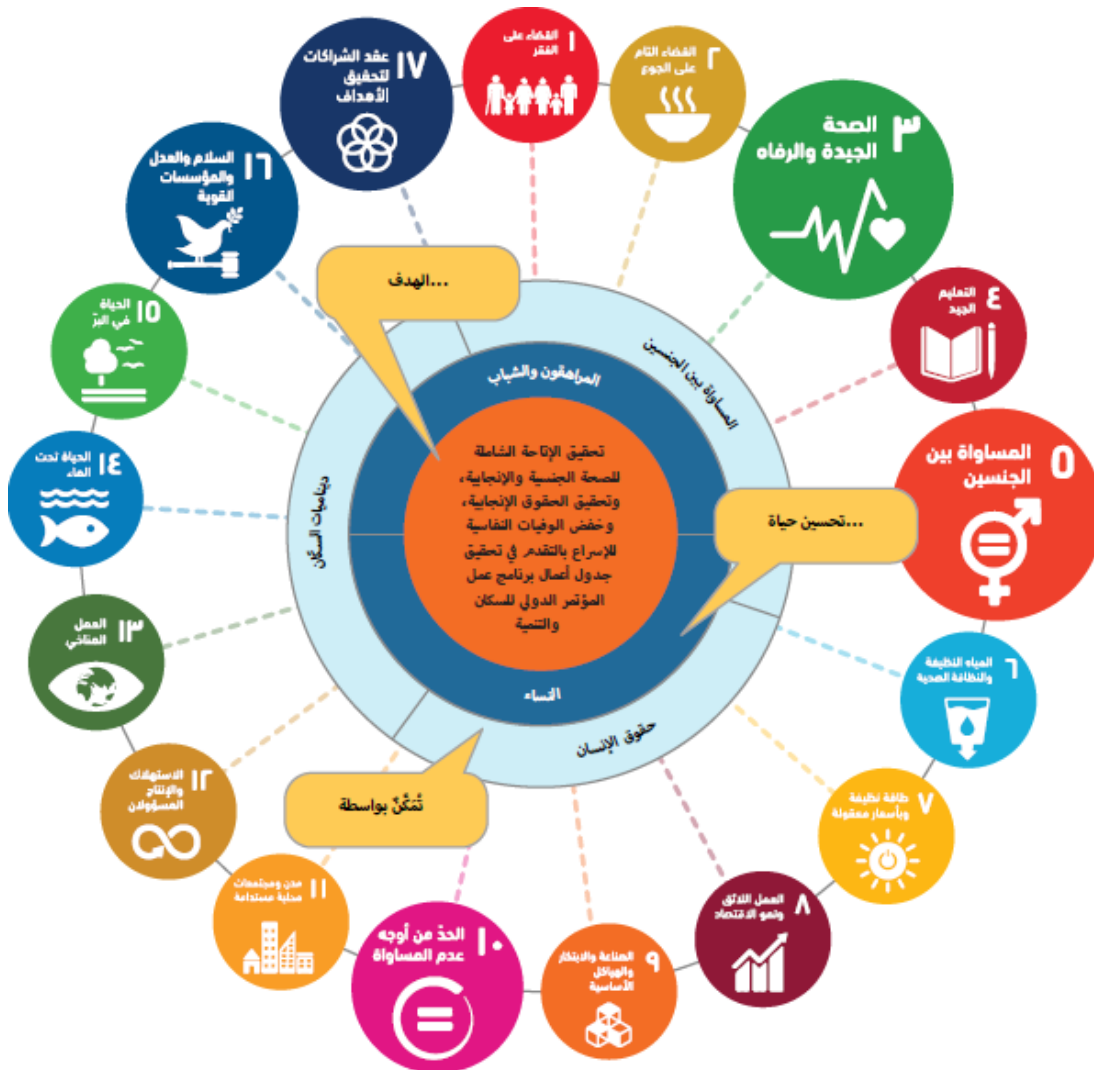 ١
القضاء على
الفقر
٢
القضاء التام
على الجوع
٣
الصحة
الجيدة والرفاه
٤
التعليم
الجيد
٥
المساواة بين
الجنسين
٦
المياه النظيفة
والنظافة الصحية
٧
طاقة نظيفة
وبأسعار معقولة
٨
العمل اللائق
ونمو الاقتصاد
٩
الصناعة والابتكار
والهياكل
الأساسية
١٠
الحدّ من أوجه
عدم المساواة
١١
مدن ومجتمعات
محلية مستدامة
١٢
الاستهلاك
والإنتاج
المسؤولان
١٣
العمل
المناخي
١٤
الحياة تحت
الماء
١٥
الحياة
في البرّ
١٦
السلام والعدل
والمؤسسات
القوية
١٧
عقد الشراكات
لتحقيق
الأهداف
الهدف...
تحسين حياة...
تُمَكَّنُ بواسطة
المساواة بين الجنسين
حقوق الإنسان
ديناميات السكّان
المراهقون والشباب
النساء
تحقيق الإتاحة الشاملة
للصحة الجنسية والإنجابية،
وتحقيق الحقوق الإنجابية،
وخفض الوفيات النفاسية
للإسراع بالتقدم في تحقيق
جدول أعمال برنامج عمل
المؤتمر الدولي للسكان
والتنمية